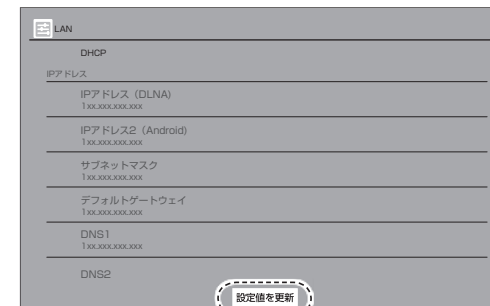 LAN
DHCP
IPアドレス
IPアドレス（DLNA)
1xx.xxx.xxx.xxx
IPアドレス2（Android)
1xx.xxx.xxx.xxx
サブネットマスク
1xx.xxx.xxx.xxx
デフォルトゲートウェイ
1xx.xxx.xxx.xxx
DNS1
1xx.xxx.xxx.xxx
DNS2
設定値を更新